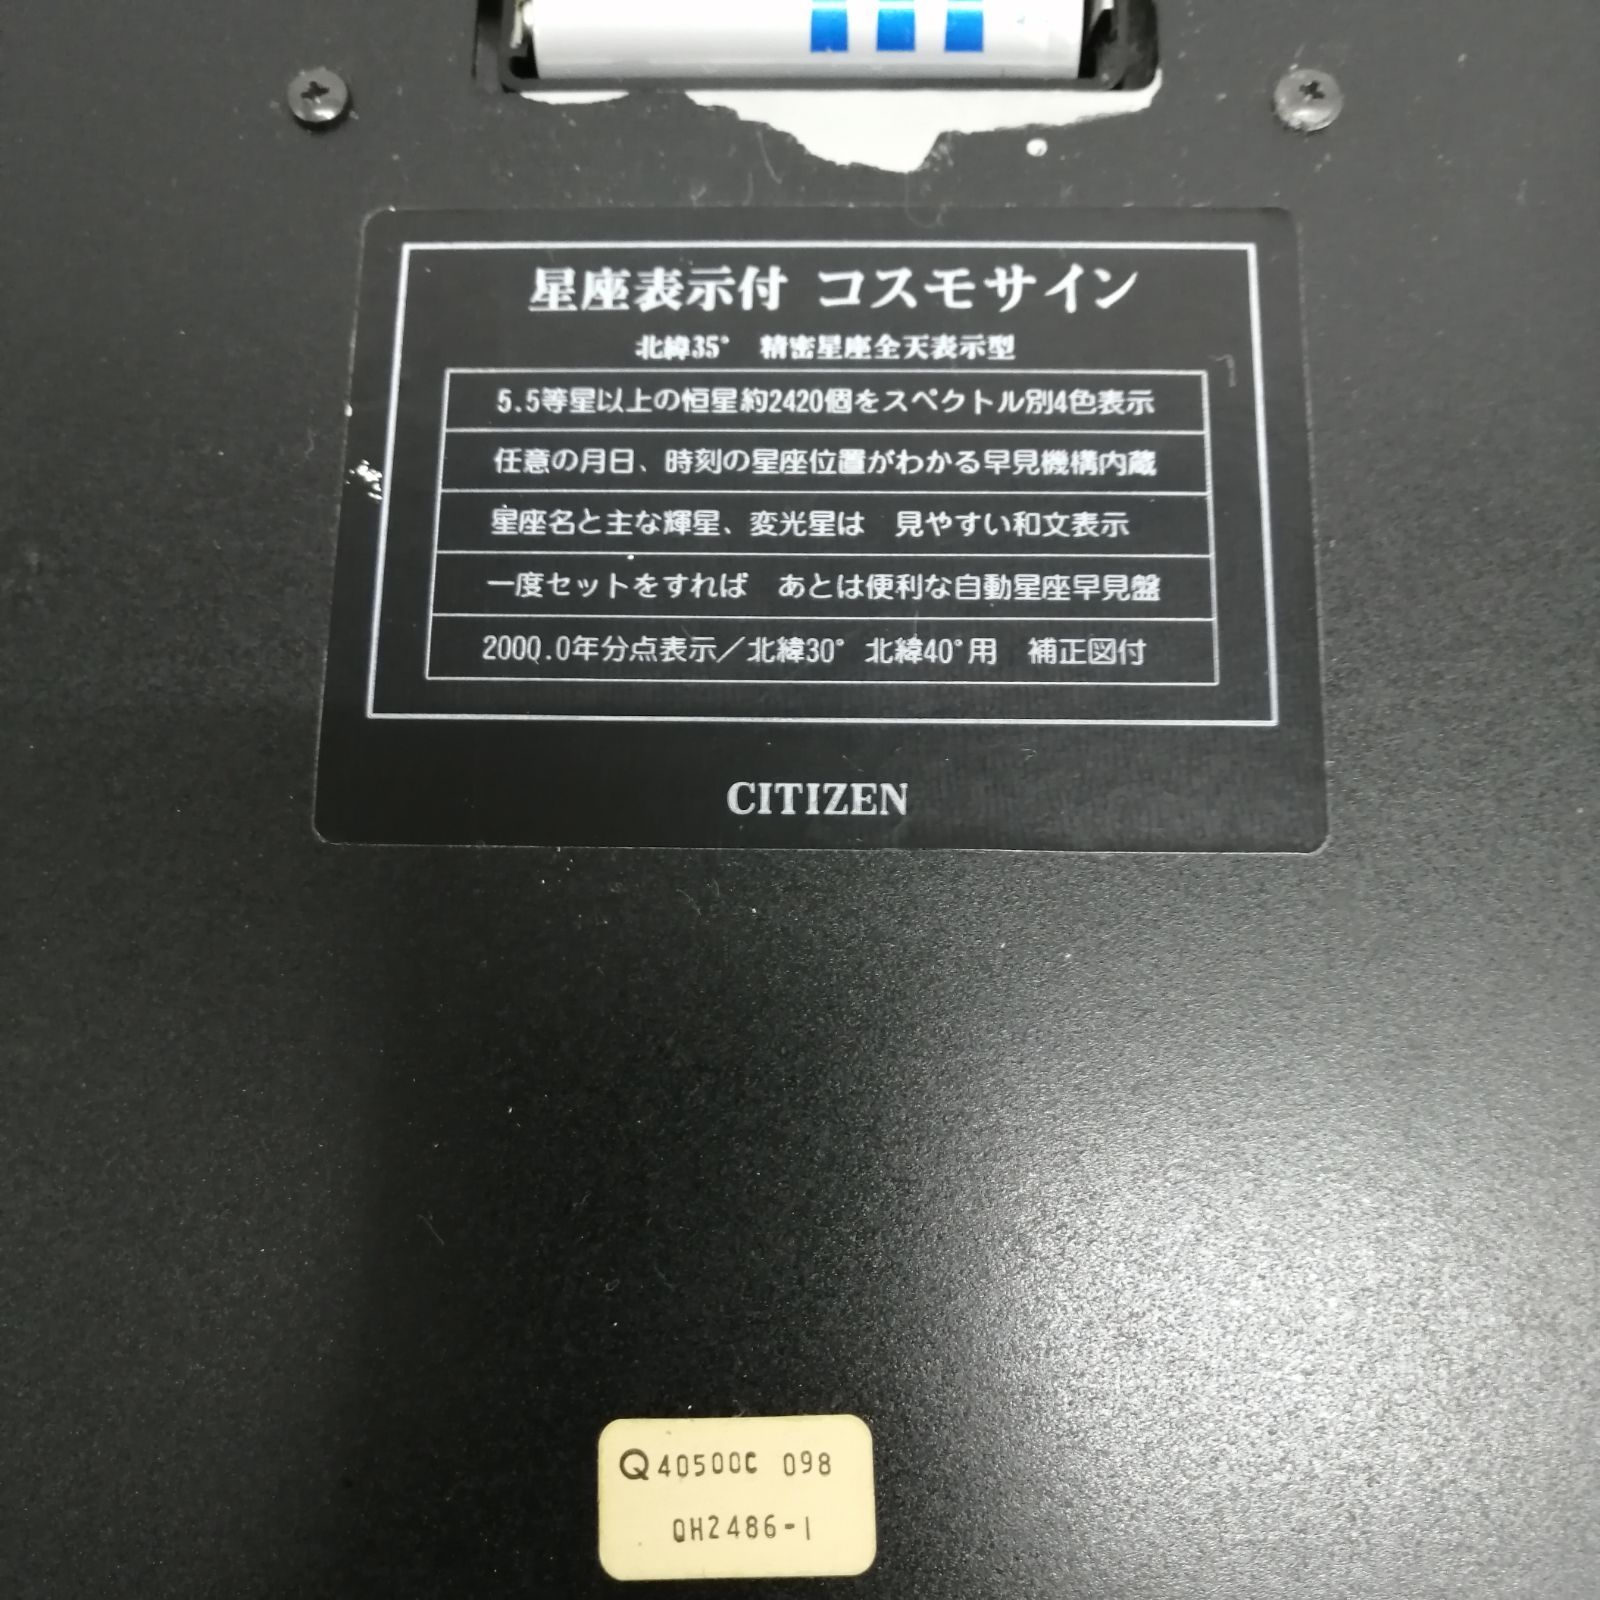 星座表示付 コスモサイン
北緯35° 精密星座全天表示型
5.5等星以上の恒星約2420個をスペクトル別4色表示
任意の月日、時刻の星座位置がわかる早見機構内蔵
星座名と主な輝星、変光星は 見やすい和文表示
一度セットをすれば あとは便利な自動星座早見盤
2000.0年分点表示／北緯30° 北緯40°用 補正図付
CITIZEN
Q40500C 098
QH2486-1